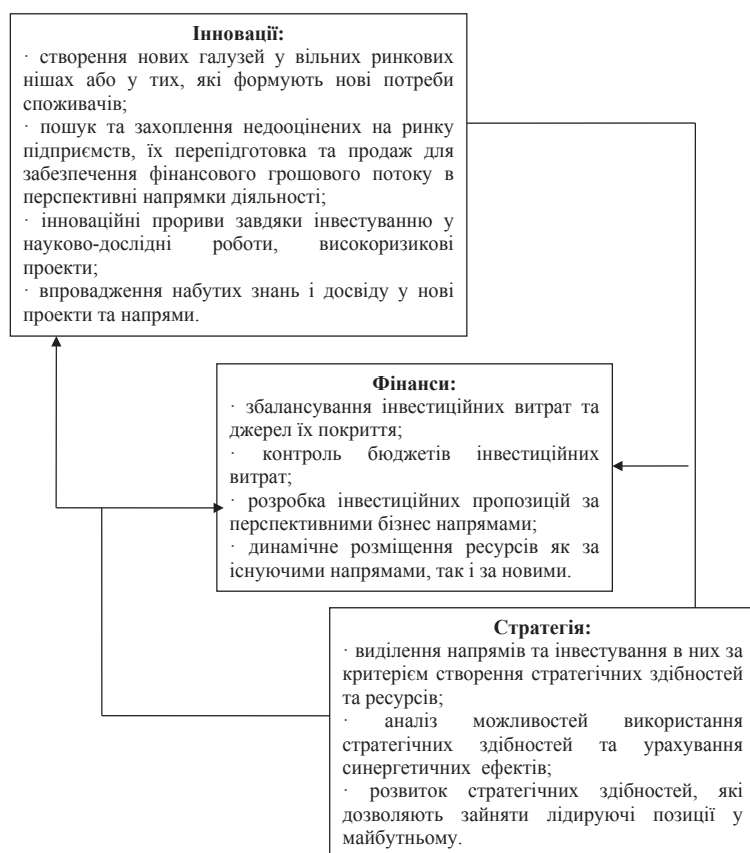 Інновації:
· створення нових галузей у вільних ринкових
нішах або у тих, які формують нові потреби
споживачів;
· пошук та захоплення недооцінених на ринку
підприємств, їх перепідготовка та продаж для
забезпечення фінансового грошового потоку в
перспективні напрямки діяльності;
· інноваційні прориви завдяки інвестуванню у
науково-дослідні роботи, високоризикові
проекти;
· впровадження набутих знань і досвіду у нові
проекти та напрями.
Фінанси:
· збалансування інвестиційних витрат та
джерел їх покриття;
· контроль бюджетів інвестиційних
витрат;
· розробка інвестиційних пропозицій за
перспективними бізнес напрямами;
· динамічне розміщення ресурсів як за
існуючими напрямами, так і за новими.
Стратегія:
· виділення напрямів та інвестування в них за
критерієм створення стратегічних здібностей
та ресурсів;
· аналіз можливостей використання
стратегічних здібностей та урахування
синергетичних ефектів;
· розвиток стратегічних здібностей, які
дозволяють зайняти лідируючі позиції у
майбутньому.